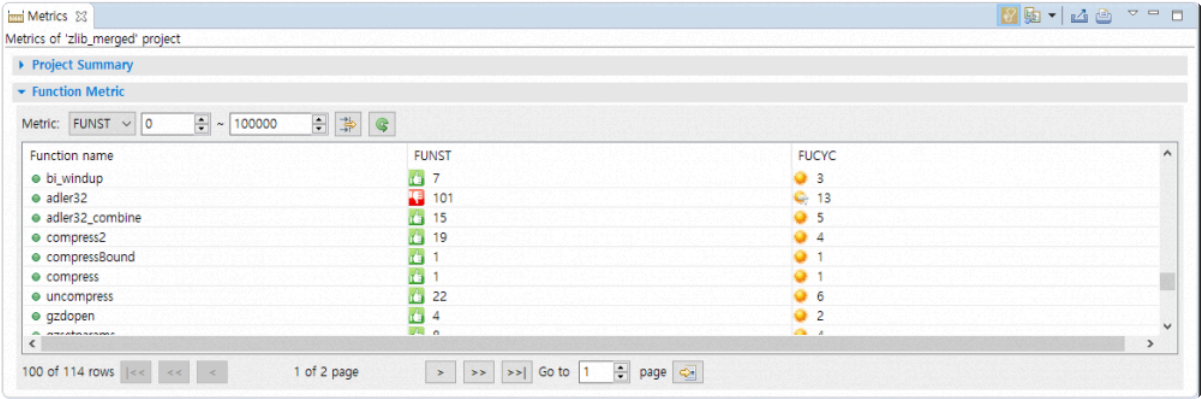 Metrics
Metrics of 'zlib_merged' project
Project Summary
Function Metric
Metric: FUNST 0 ~ 100000
Function name FUNST FUCYC
bi_windup 7 3
adler32 101 13
adler32_combine 15 5
compress2 19 4
compressBound 1 1
compress 1 1
uncompress 22 6
gzdopen 4 2
100 of 114 rows |<< << < 1 of 2 page > >> >>| Go to 1 page